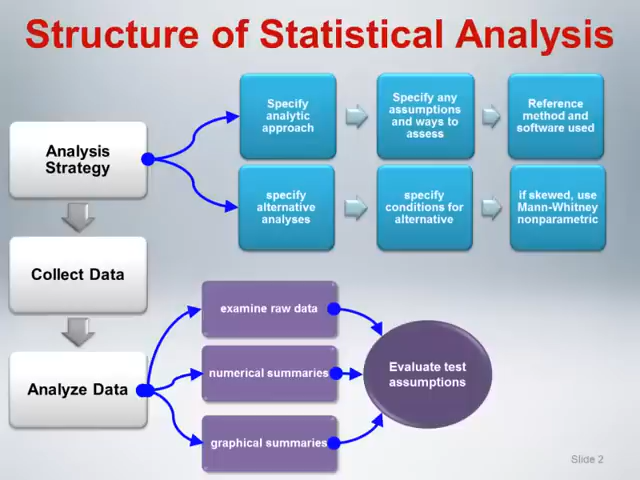 Structure of Statistical Analysis
Analysis
Strategy
Specify
analytic
approach
Specify any
assumptions
and ways to
assess
Reference
method and
software used
specify
alternative
analyses
specify
conditions for
alternative
if skewed, use
Mann-Whitney
nonparametric
Collect Data
Analyze Data
examine raw data
numerical summaries
graphical summaries
Evaluate test
assumptions
Slide 2